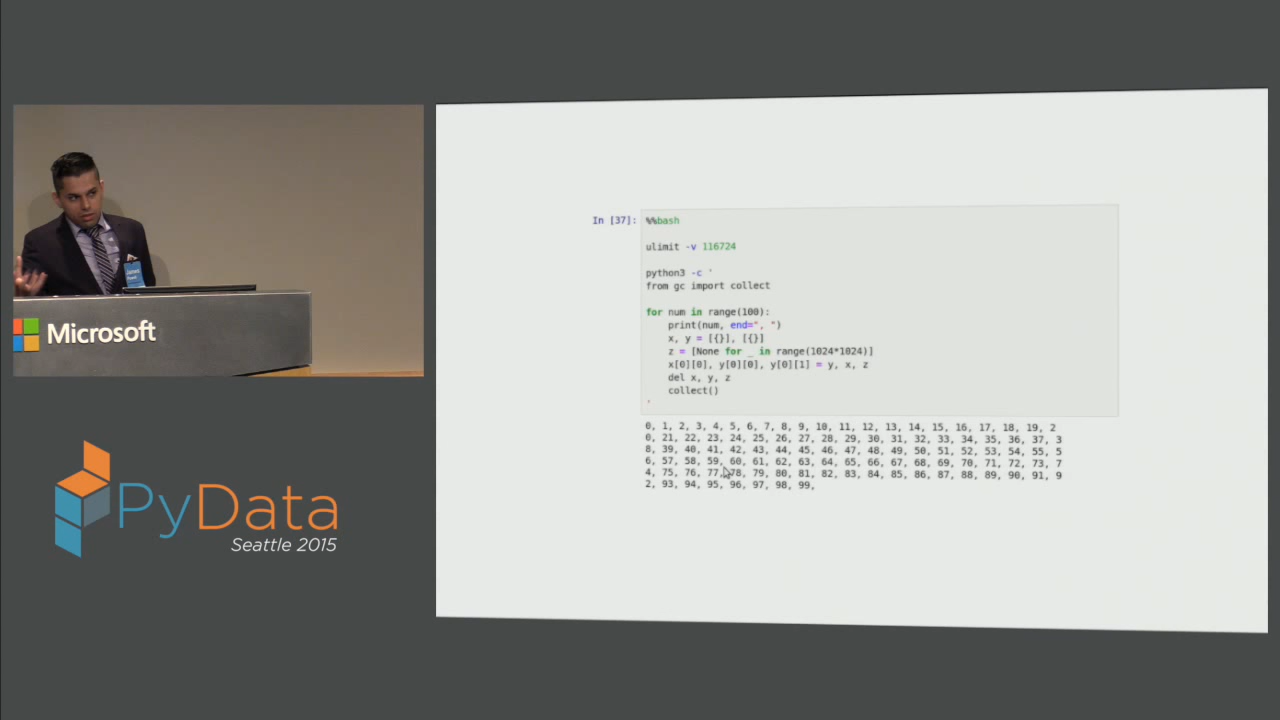 James
Microsoft
PyData
Seattle 2015
In [37]:
%%bash
ulimit -v 116724
python3 -c '
from gc import collect
for num in range(100):
print(num, end=", ")
x, y = [{}], [{}]
z = [None for _ in range(1024*1024)]
x[0][0], y[0][0], y[0][1] = y, x, z
del x, y, z
collect()
'
0, 1, 2, 3, 4, 5, 6, 7, 8, 9, 10, 11, 12, 13, 14, 15, 16, 17, 18, 19, 2
0, 21, 22, 23, 24, 25, 26, 27, 28, 29, 30, 31, 32, 33, 34, 35, 36, 37, 3
8, 39, 40, 41, 42, 43, 44, 45, 46, 47, 48, 49, 50, 51, 52, 53, 54, 55, 5
6, 57, 58, 59, 60, 61, 62, 63, 64, 65, 66, 67, 68, 69, 70, 71, 72, 73, 7
4, 75, 76, 77, 78, 79, 80, 81, 82, 83, 84, 85, 86, 87, 88, 89, 90, 91, 9
2, 93, 94, 95, 96, 97, 98, 99,